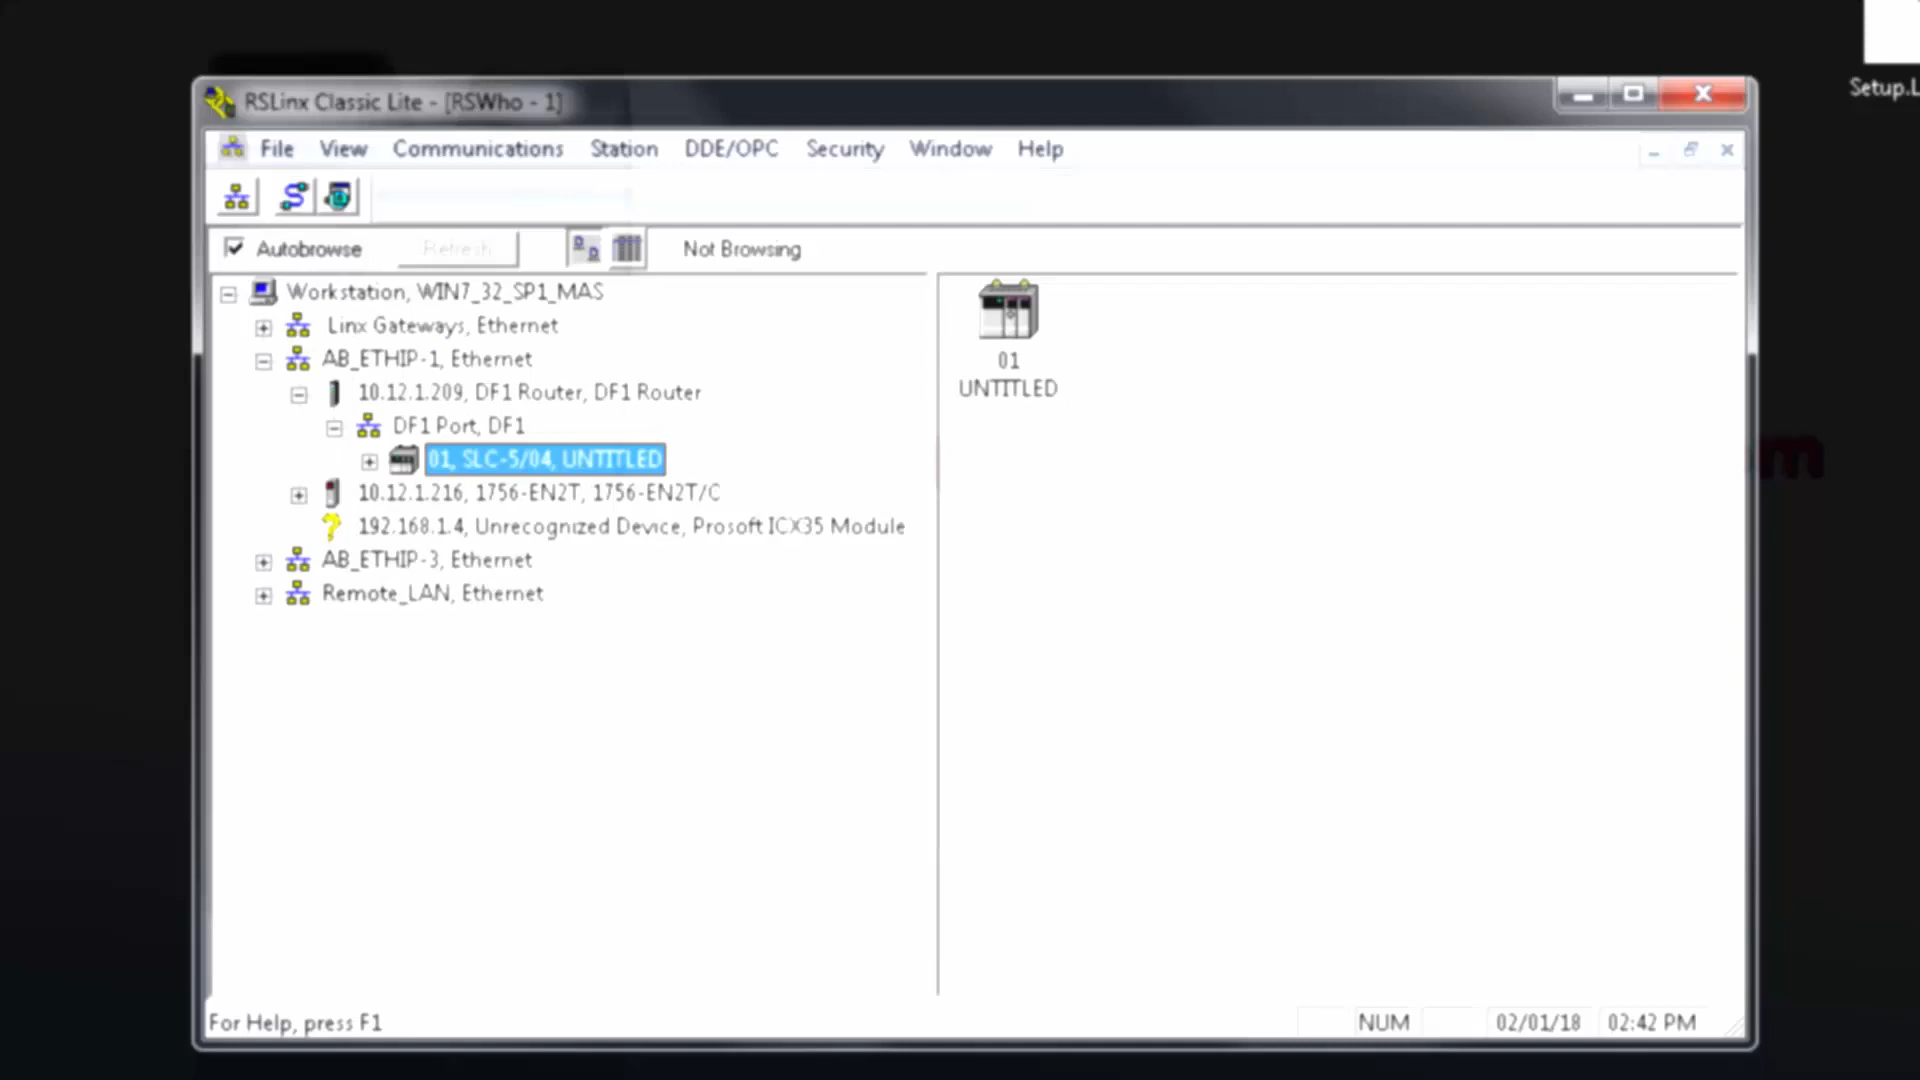 Setup.L
RSLinx Classic Lite - [RSWho - 1]
File View Communications Station DDE/OPC Security Window Help
Autobrowse Refresh Not Browsing
Workstation, WIN7_32_SP1_MAS
Linx Gateways, Ethernet
AB_ETHIP-1, Ethernet
10.12.1.209, DF1 Router, DF1 Router
DF1 Port, DF1
01, SLC-5/04, UNTITLED
10.12.1.216, 1756-EN2T, 1756-EN2T/C
192.168.1.4, Unrecognized Device, Prosoft ICX35 Module
AB_ETHIP-3, Ethernet
Remote_LAN, Ethernet
01
UNTITLED
m
For Help, press F1 NUM 02/01/18 02:42 PM